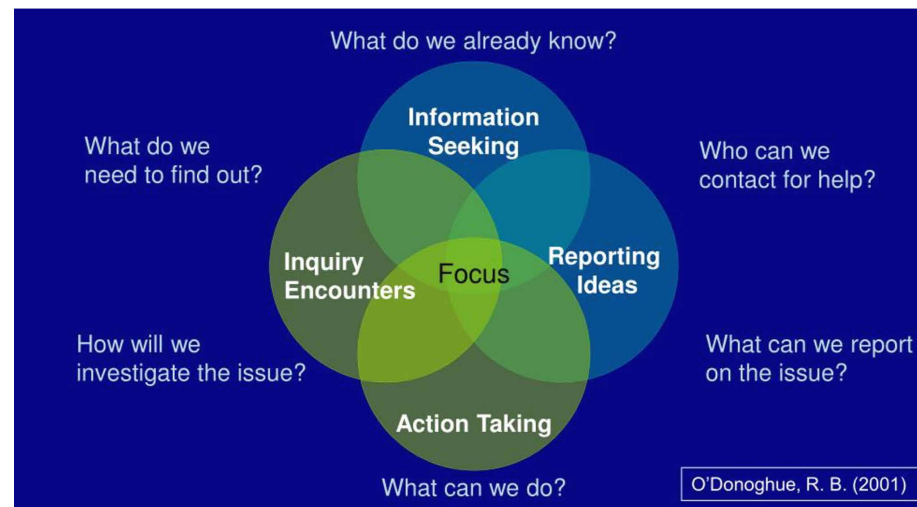 What do we already know?
Information
Seeking
What do we
need to find out?
Who can we
contact for help?
Inquiry
Encounters
Focus
Reporting
Ideas
How will we
investigate the issue?
What can we report
on the issue?
Action Taking
What can we do?
O'Donoghue, R. B. (2001)